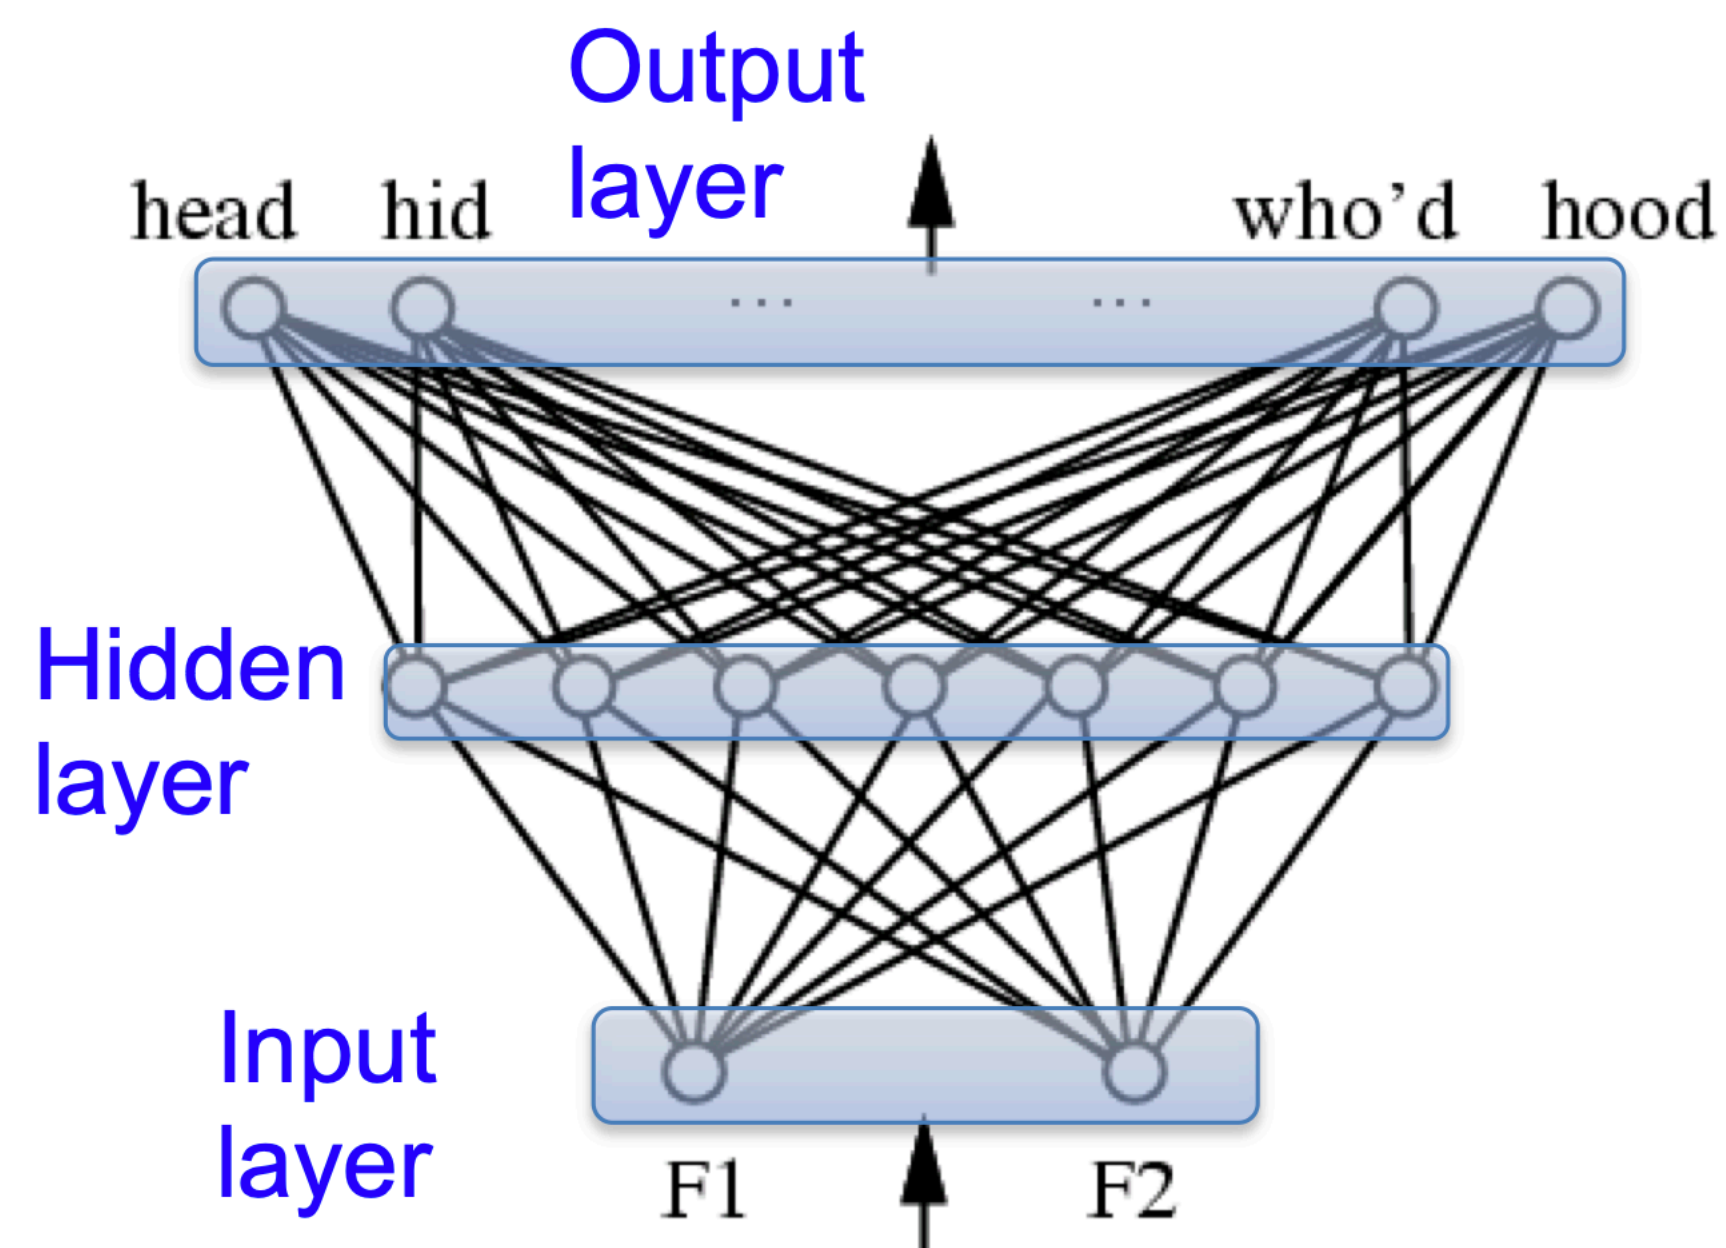 Output
layer
head hid who’d hood
... ...
Hidden
layer
Input
layer
F1 F2